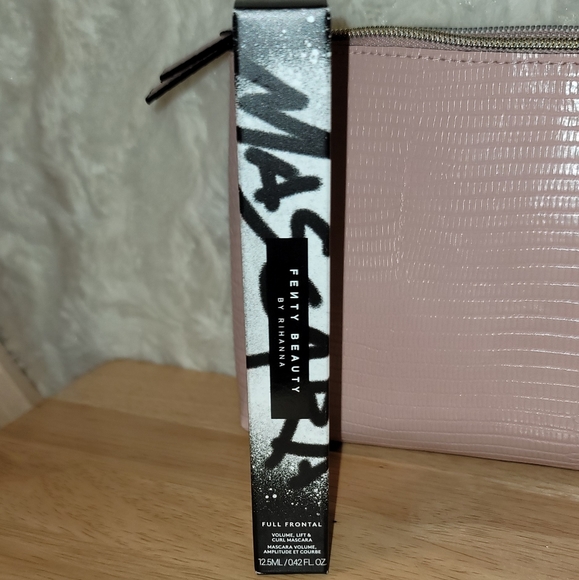 MASCARA
FEИTY BEAUTY
BY RIHANNA
FULL FRONTAL
VOLUME, LIFT &
CURL MASCARA
MASCARA VOLUME,
AMPLITUDE ET COURBE
12.5ML / 0.42 FL. OZ